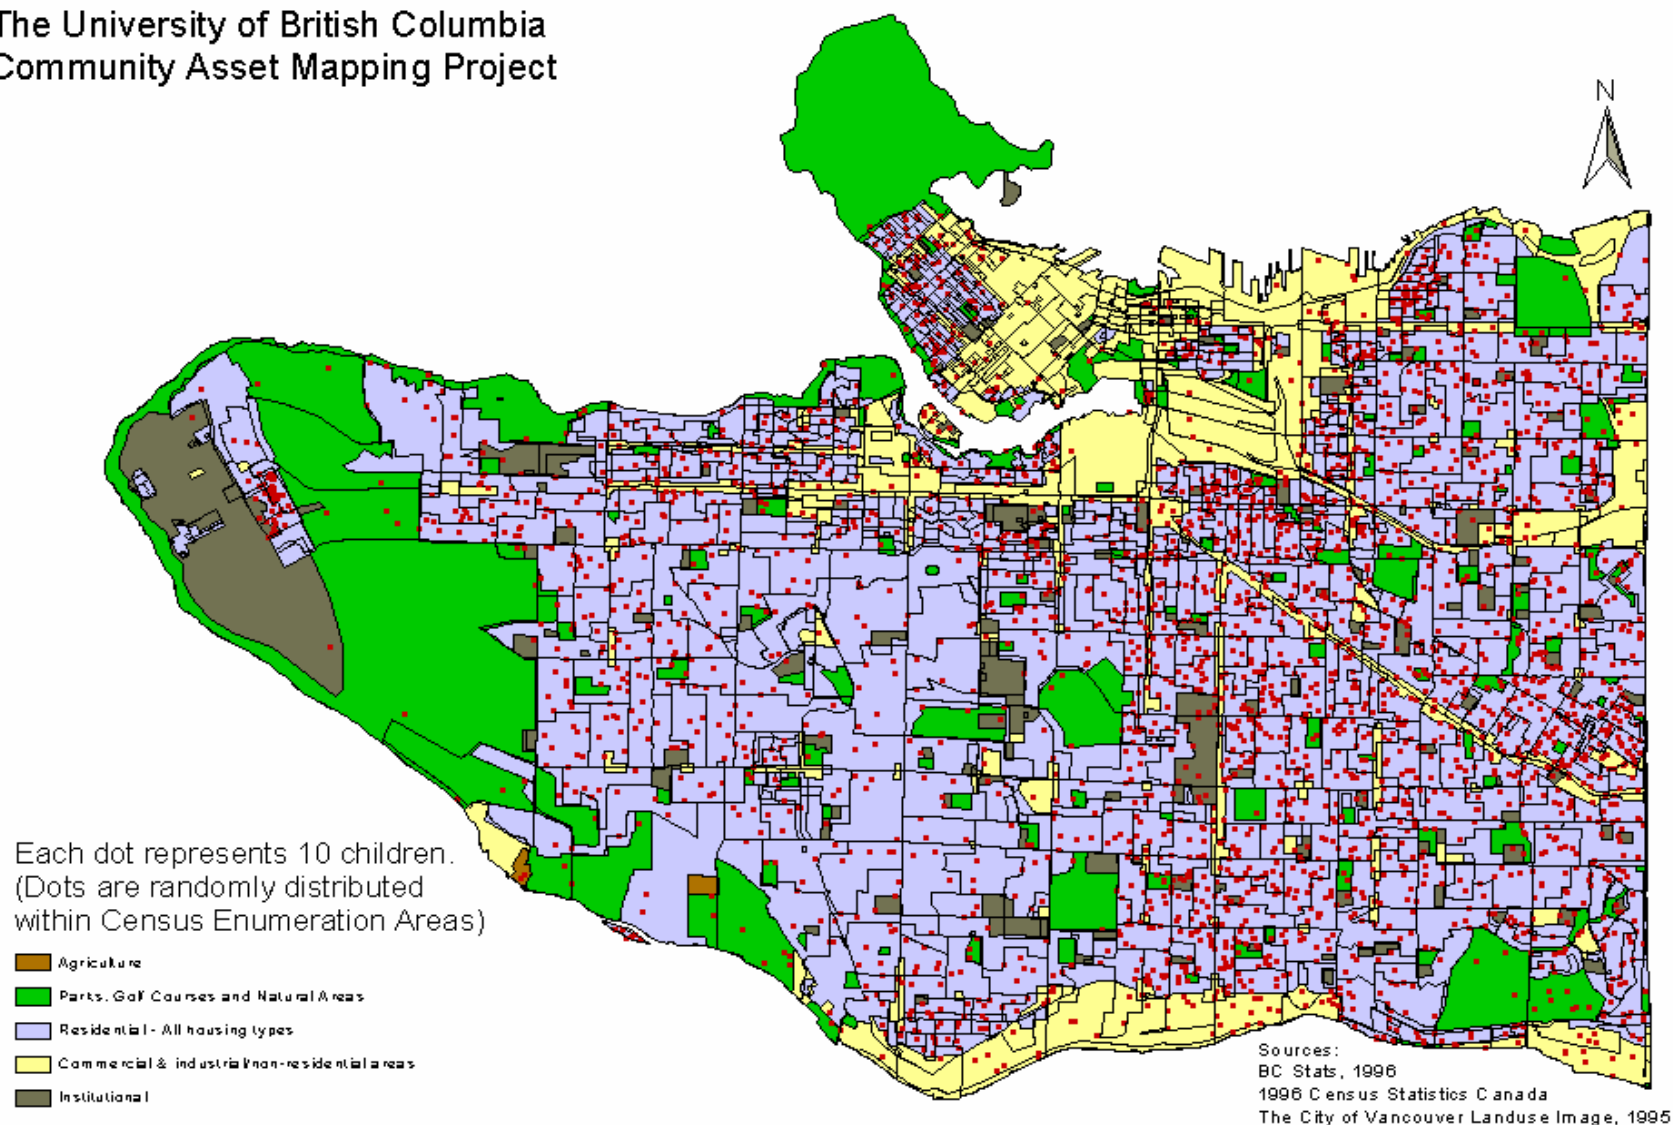 The University of British Columbia
Community Asset Mapping Project
N
Each dot represents 10 children.
(Dots are randomly distributed
within Census Enumeration Areas)
Agriculture
Parks, Golf Courses and Natural Areas
Residential - All housing types
Commercial & industrial/non-residential areas
Institutional
Sources:
BC Stats, 1996
1996 Census Statistics Canada
The City of Vancouver Landuse Image, 1995